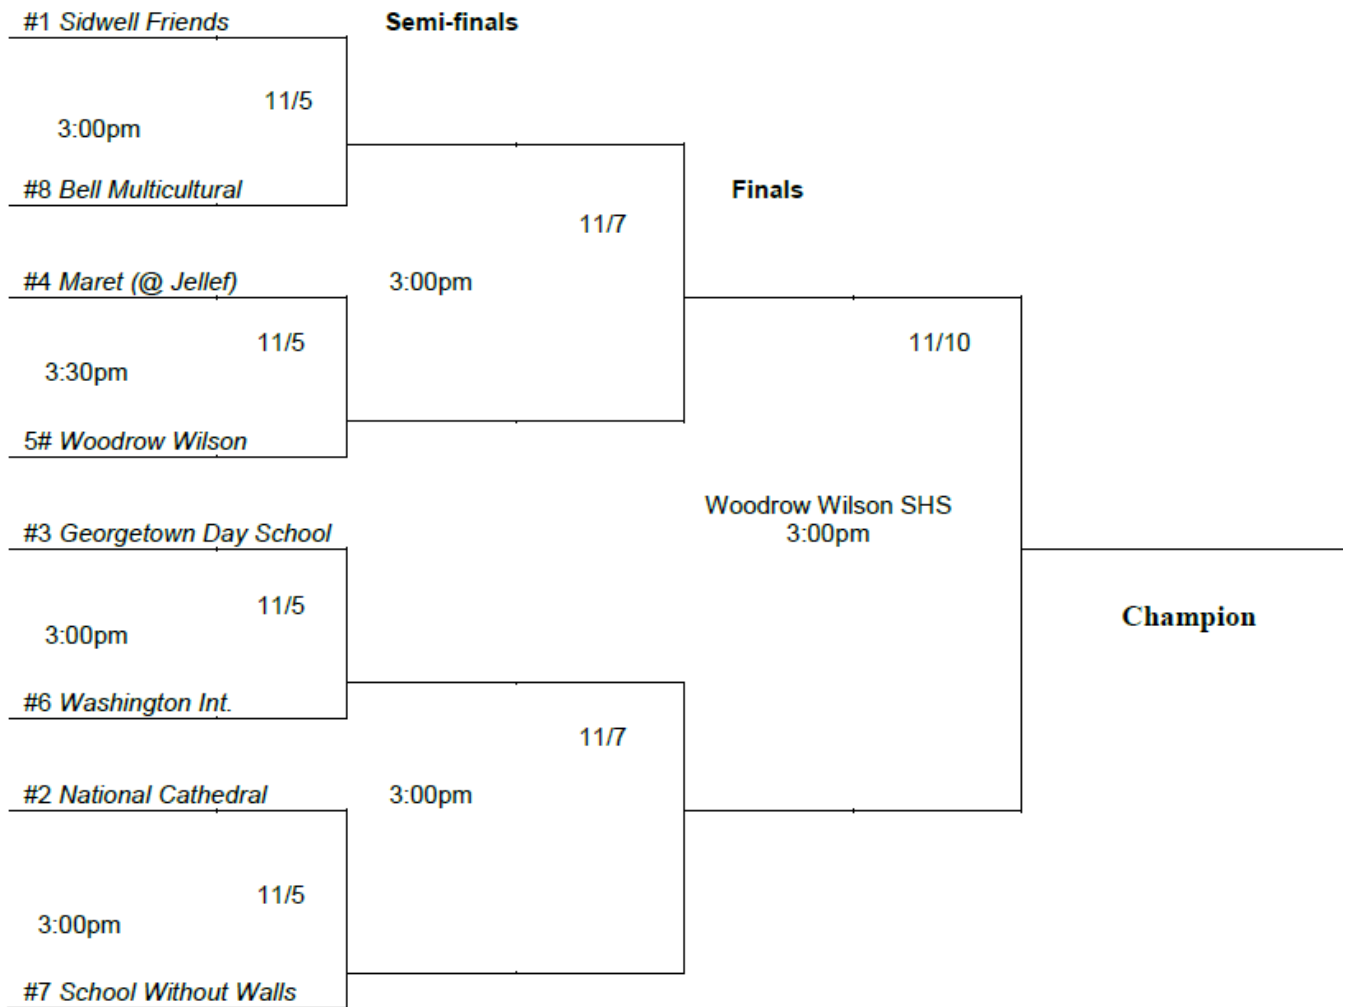 #1 Sidwell Friends
Semi-finals
11/5
3:00pm
#8 Bell Multicultural
Finals
11/7
#4 Maret (@ Jellef)
3:00pm
11/5
11/10
3:30pm
5# Woodrow Wilson
Woodrow Wilson SHS
3:00pm
#3 Georgetown Day School
11/5
3:00pm
Champion
#6 Washington Int.
11/7
#2 National Cathedral
3:00pm
11/5
3:00pm
#7 School Without Walls